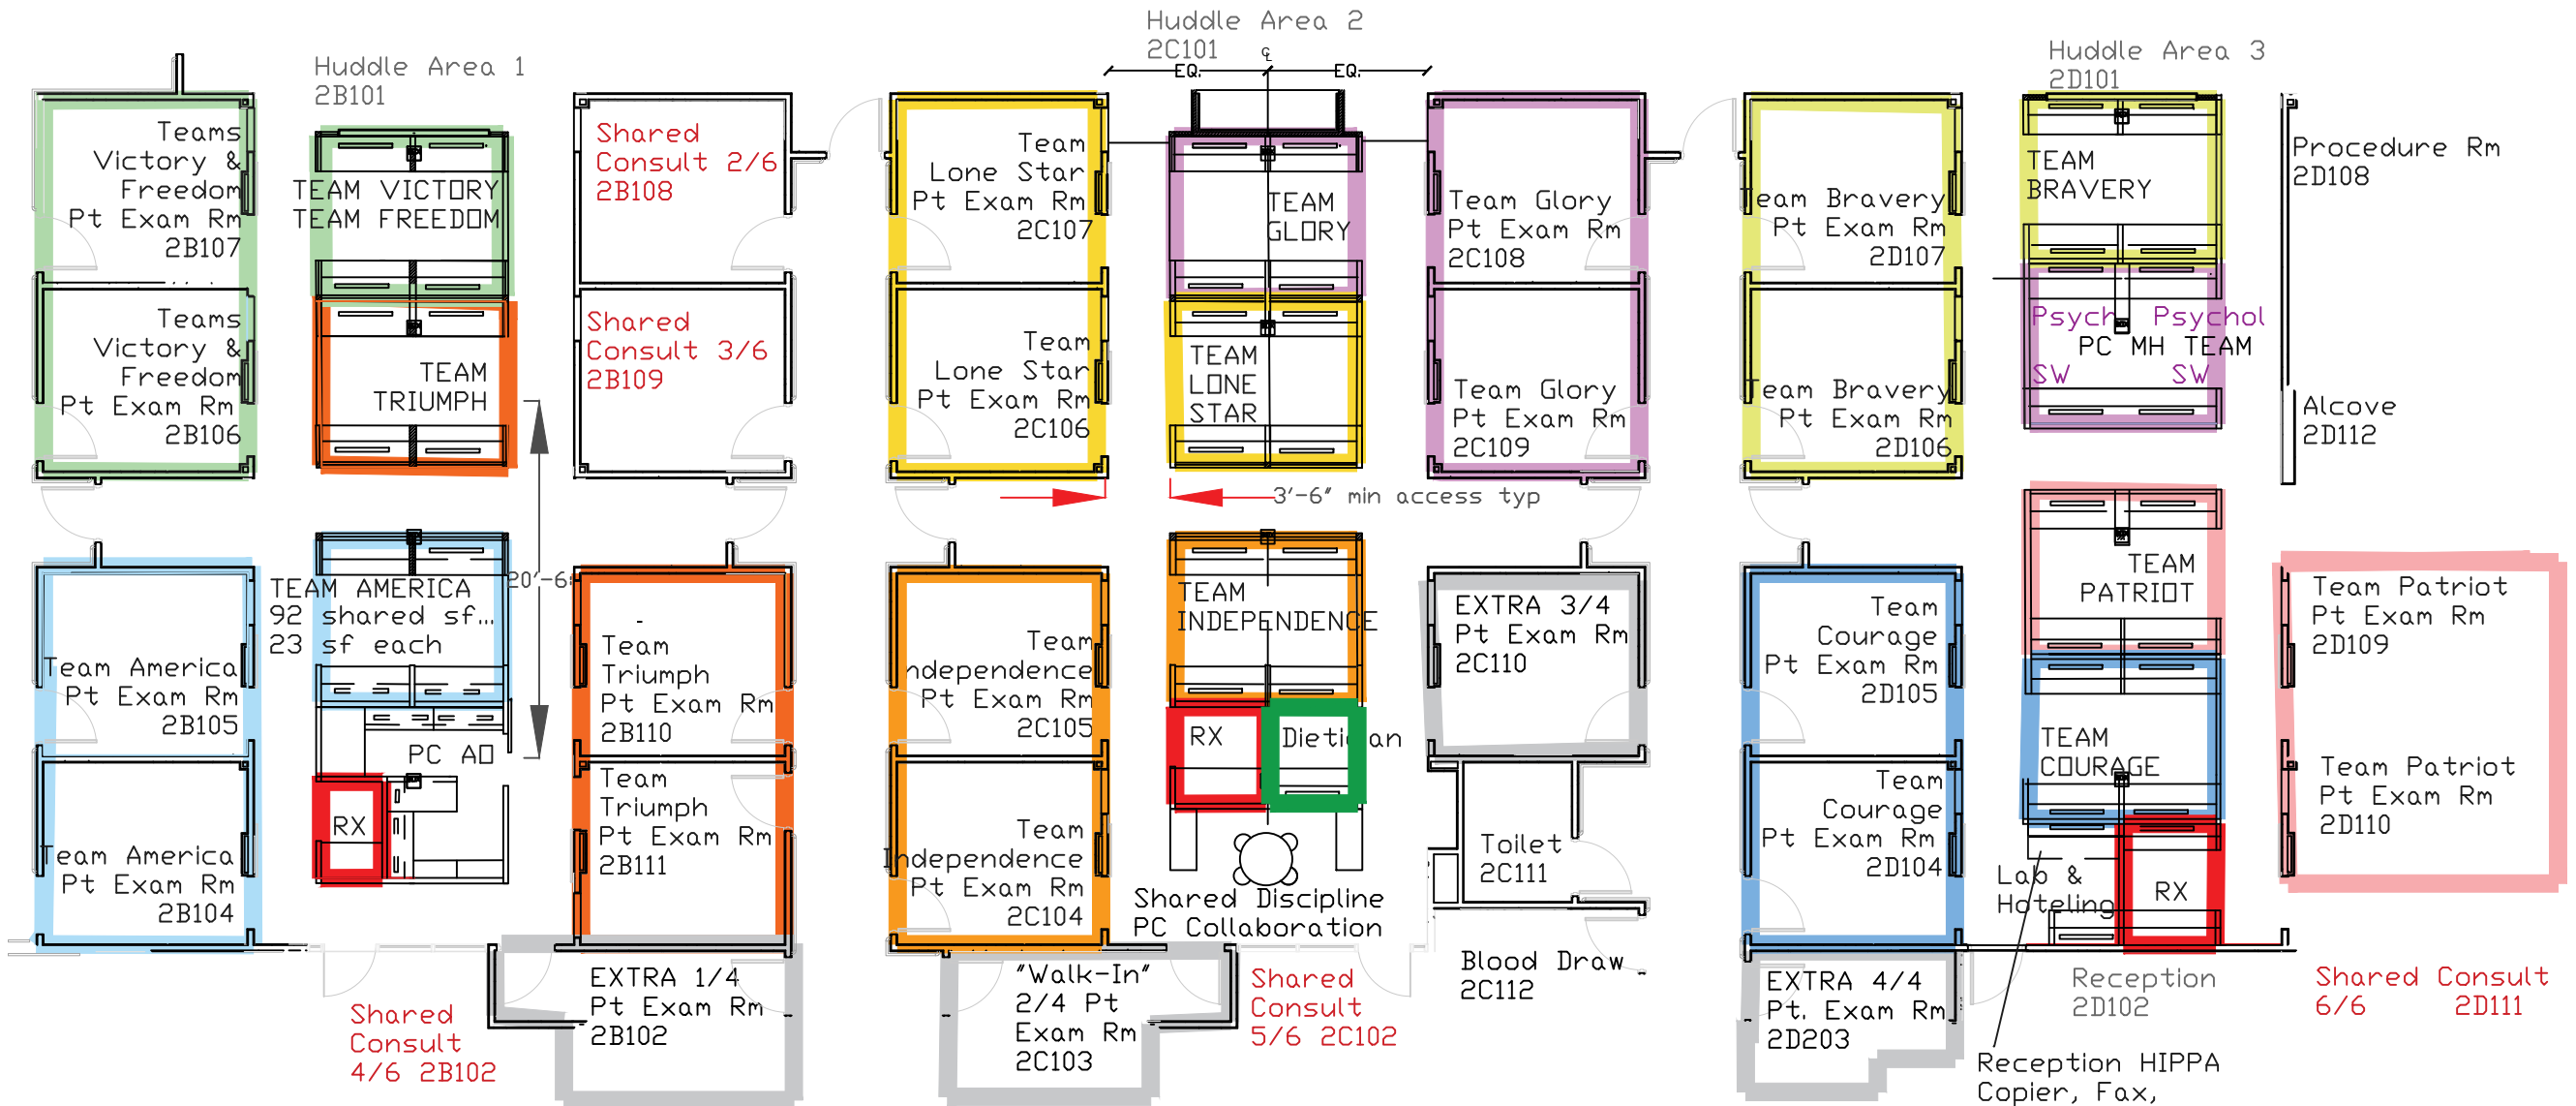 Huddle Area 1
2B101
Huddle Area 2
2C101
Huddle Area 3
2D101
EQ.
EQ.
Teams
Victory &
Freedom
Pt Exam Rm
2B107
TEAM VICTORY
TEAM FREEDOM
Shared
Consult 2/6
2B108
Team
Lone Star
Pt Exam Rm
2C107
TEAM
GLORY
Team Glory
Pt Exam Rm
2C108
Team Bravery
Pt Exam Rm
2D107
TEAM
BRAVERY
Procedure Rm
2D108
Teams
Victory &
Freedom
Pt Exam Rm
2B106
TEAM
TRIUMPH
Shared
Consult 3/6
2B109
Team
Lone Star
Pt Exam Rm
2C106
TEAM
LONE
STAR
Team Glory
Pt Exam Rm
2C109
Team Bravery
Pt Exam Rm
2D106
Psych Psychol
PC MH TEAM
SW SW
Alcove
2D112
3'-6" min access typ
20'-6
Team America
Pt Exam Rm
2B105
TEAM AMERICA
92 shared sf...
23 sf each
PC AO
RX
Team
Triumph
Pt Exam Rm
2B110
Team
Independence
Pt Exam Rm
2C105
TEAM
INDEPENDENCE
RX
Dietician
EXTRA 3/4
Pt Exam Rm
2C110
Team
Courage
Pt Exam Rm
2D105
TEAM
PATRIOT
TEAM
COURAGE
Team Patriot
Pt Exam Rm
2D109
Team America
Pt Exam Rm
2B104
Team
Triumph
Pt Exam Rm
2B111
Team
Independence
Pt Exam Rm
2C104
Shared Discipline
PC Collaboration
Toilet
2C111
Team
Courage
Pt Exam Rm
2D104
Lab &
Hoteling
RX
Team Patriot
Pt Exam Rm
2D110
Shared
Consult
4/6 2B102
EXTRA 1/4
Pt Exam Rm
2B102
"Walk-In"
2/4 Pt
Exam Rm
2C103
Shared
Consult
5/6 2C102
Blood Draw
2C112
EXTRA 4/4
Pt. Exam Rm
2D203
Reception
2D102
Reception HIPPA
Copier, Fax,
Shared Consult
6/6 2D111